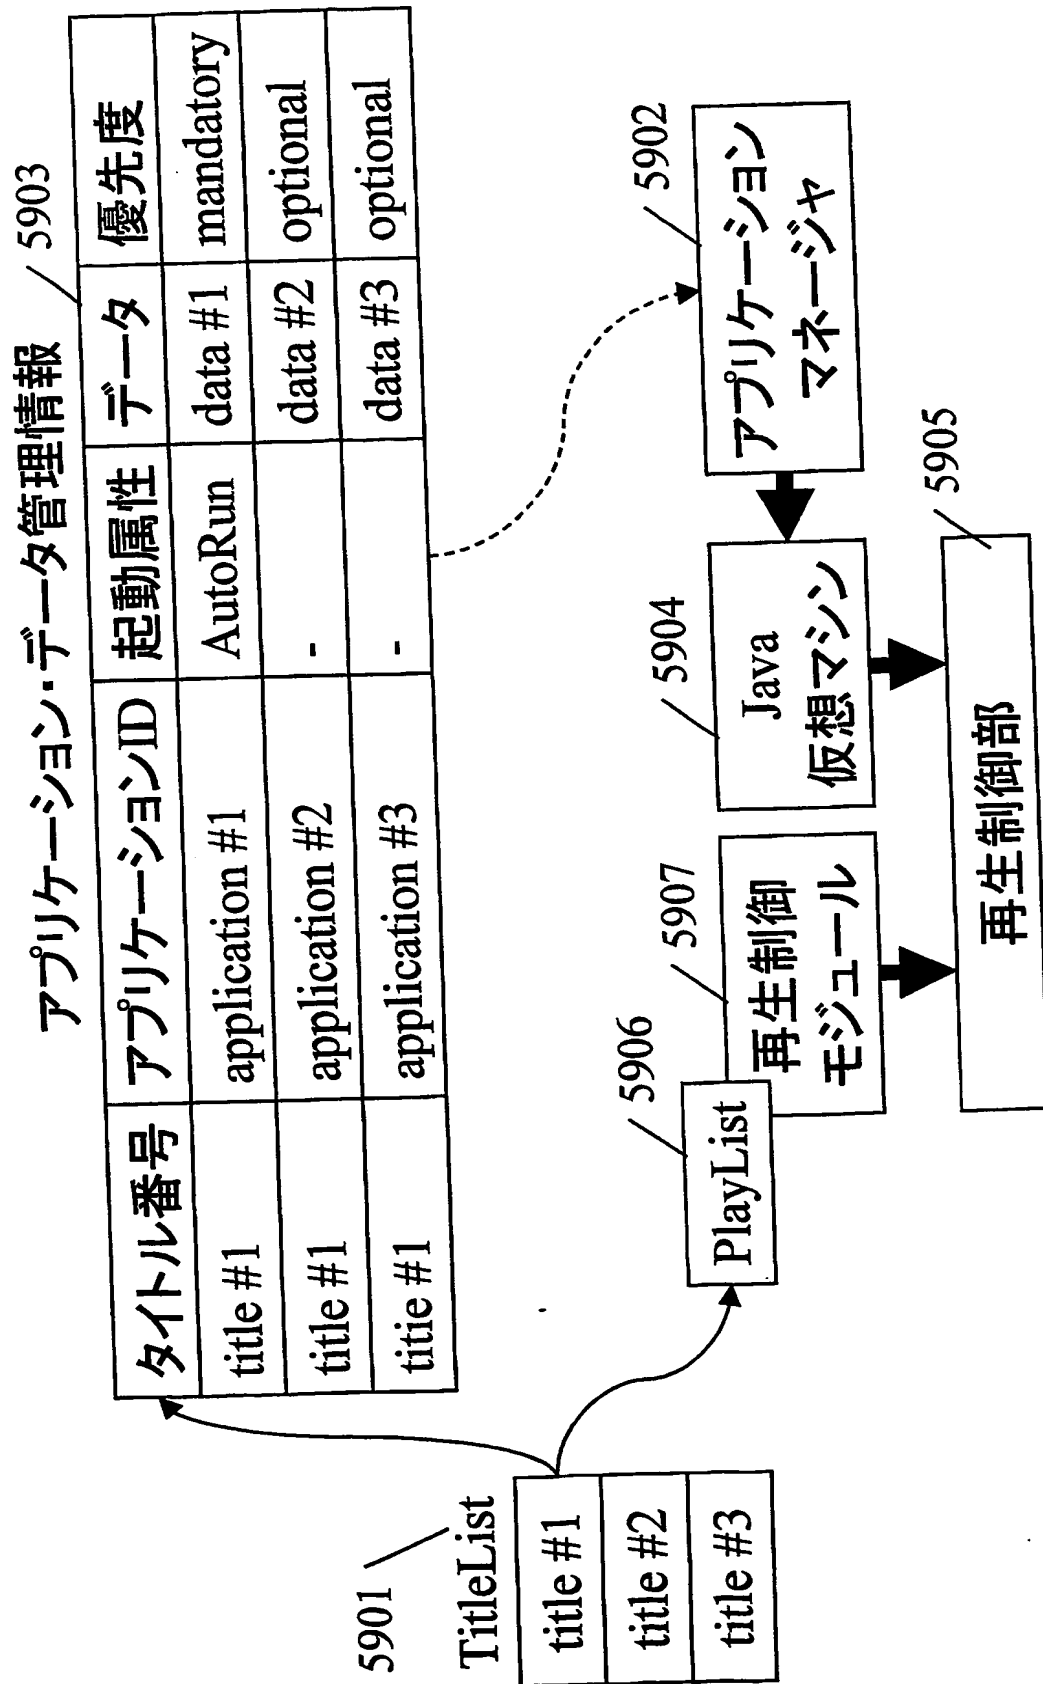 アプリケーション・データ管理情報
5903
タイトル番号 アプリケーションID 起動属性 データ 優先度
title #1 application #1 AutoRun data #1 mandatory
title #1 application #2 - data #2 optional
titie #1 application #3 - data #3 optional
5901
TitleList
title #1
title #2
title #3
5906
PlayList
5907
再生制御
モジュール
5904
Java
仮想マシン
5902
アプリケーション
マネージャ
5905
再生制御部